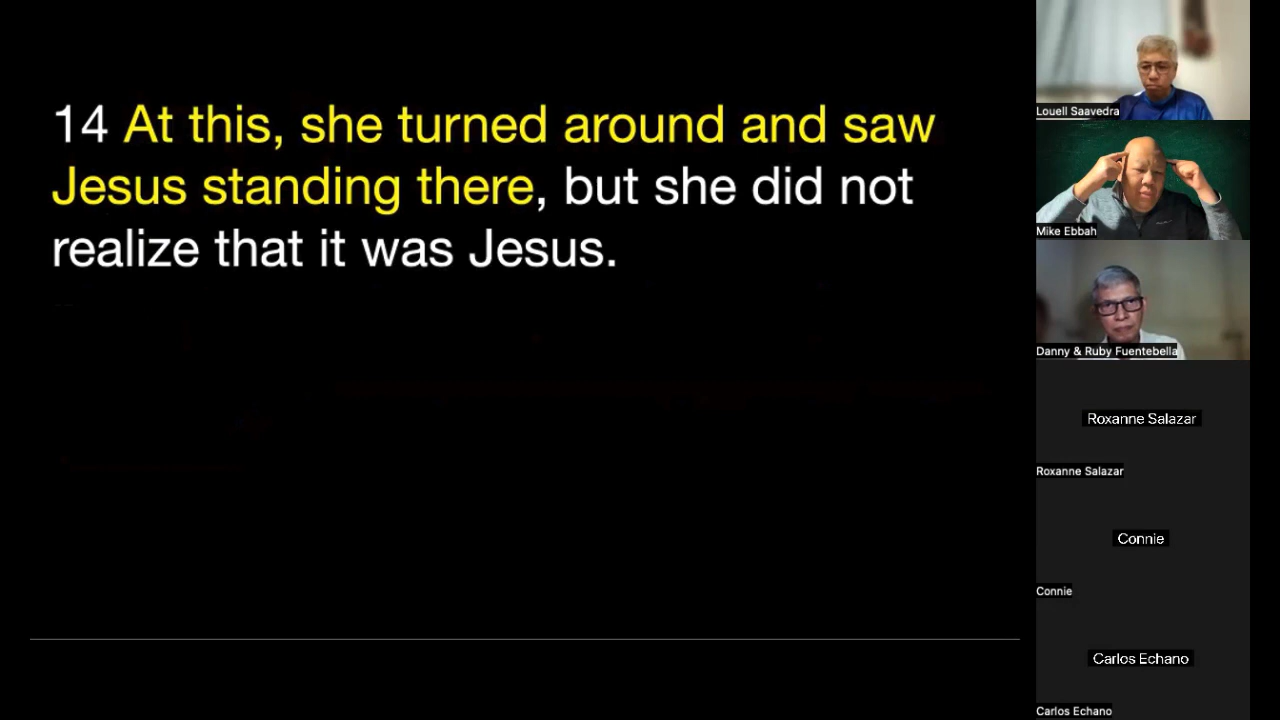 14 At this, she turned around and saw
Jesus standing there, but she did not
realize that it was Jesus.
Louell Saavedra
Mike Ebbah
Danny & Ruby Fuentebella
Roxanne Salazar
Roxanne Salazar
Connie
Connie
Carlos Echano
Carlos Echano